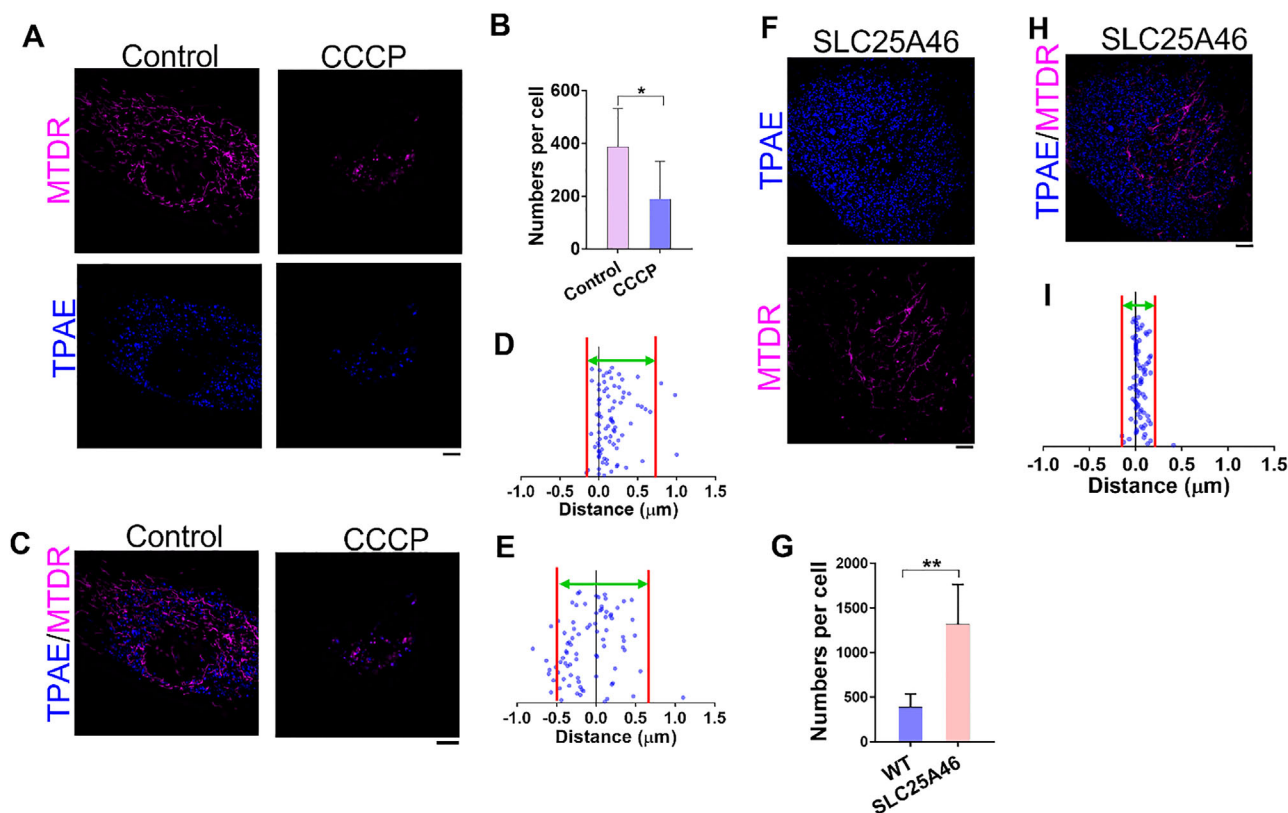 A
Control
CCCP
MTDR
TPAE
B
Numbers per cell
600
400
200
0
*
Control
CCCP
C
Control
CCCP
TPAE/MTDR
D
-1.0 -0.5 0.0 0.5 1.0 1.5
Distance (μm)
E
-1.0 -0.5 0.0 0.5 1.0 1.5
Distance (μm)
F
SLC25A46
TPAE
MTDR
G
Numbers per cell
2000
1500
1000
500
0
**
WT
SLC25A46
H
SLC25A46
TPAE/MTDR
I
-1.0 -0.5 0.0 0.5 1.0 1.5
Distance (μm)